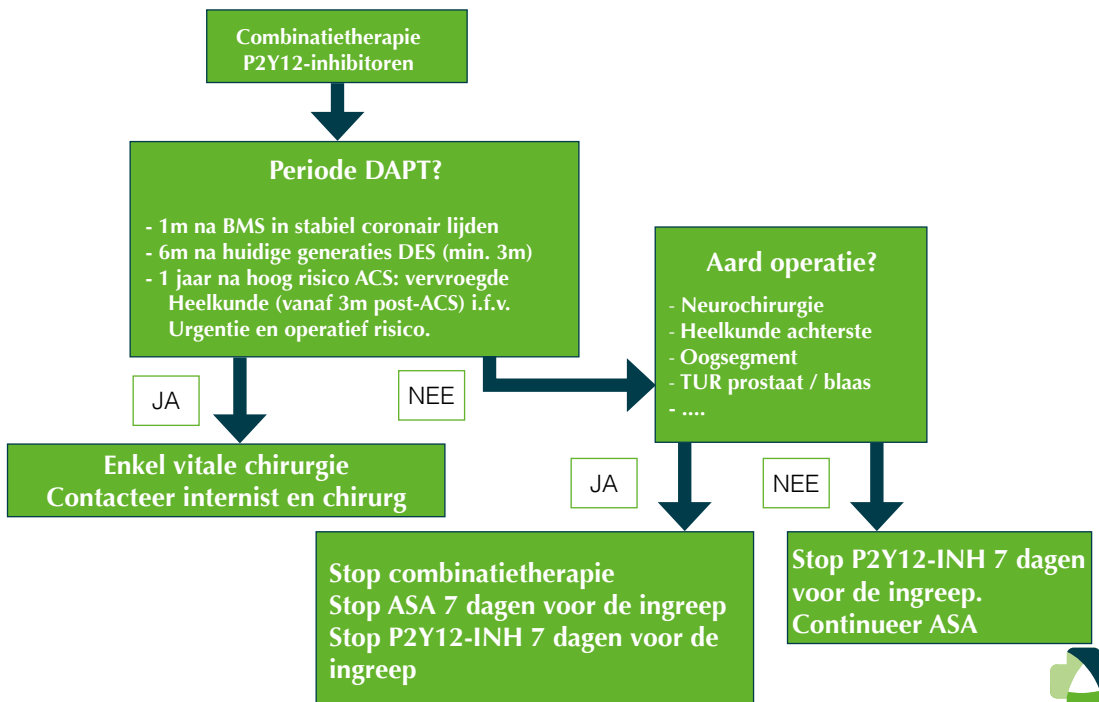 Combinatietherapie
P2Y12-inhibitoren
Periode DAPT?
- 1m na BMS in stabiel coronair lijden
- 6m na huidige generaties DES (min. 3m)
- 1 jaar na hoog risico ACS: vervroegde
Heelkunde (vanaf 3m post-ACS) i.f.v.
Urgentie en operatief risico.
Aard operatie?
- Neurochirurgie
- Heelkunde achterste
- Oogsegment
- TUR prostaat / blaas
- ....
JA
NEE
Enkel vitale chirurgie
Contacteer internist en chirurg
JA
NEE
Stop combinatietherapie
Stop ASA 7 dagen voor de ingreep
Stop P2Y12-INH 7 dagen voor de
ingreep
Stop P2Y12-INH 7 dagen
voor de ingreep.
Continueer ASA